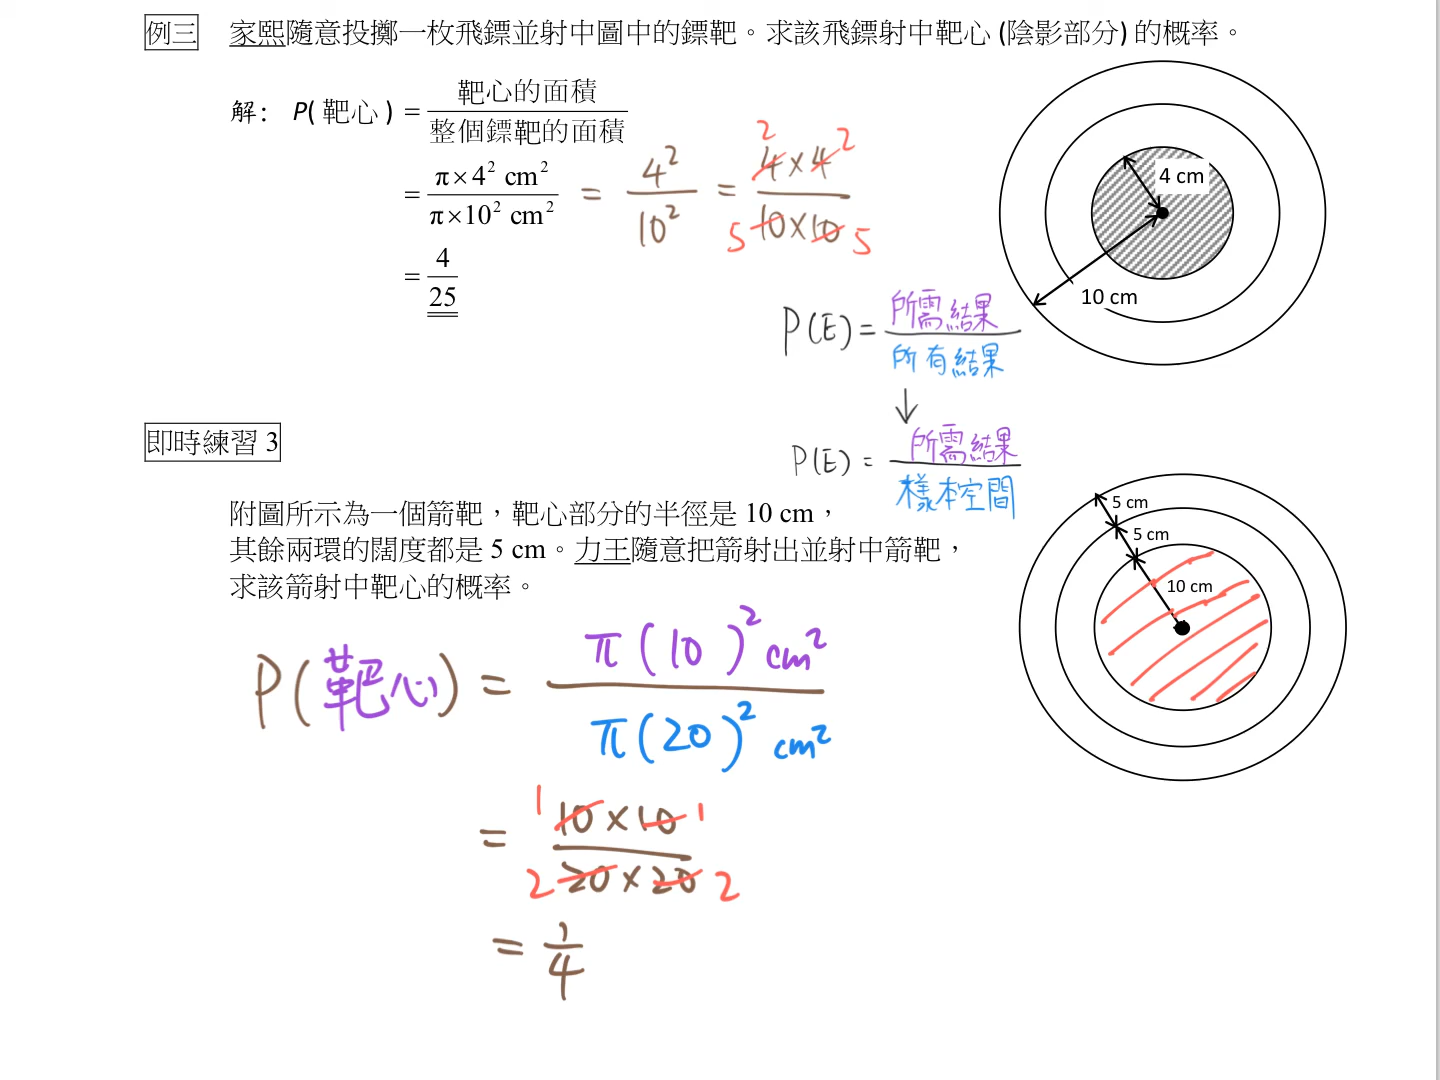 例三 家熙隨意投擲一枚飛鏢並射中圖中的鏢靶。求該飛鏢射中靶心 (陰影部分) 的概率。
解： P( 靶心 ) = 靶心的面積 / 整個鏢靶的面積
= π × 4² cm² / π × 10² cm² = 4² / 10² = 4 × 4 / 10 × 10
2 2
5 5
= 4 / 25
4 cm
10 cm
P(E) = 所需結果 / 所有結果
↓
P(E) = 所需結果 / 樣本空間
即時練習 3
附圖所示為一個箭靶，靶心部分的半徑是 10 cm，
其餘兩環的闊度都是 5 cm。力王隨意把箭射出並射中箭靶，
求該箭射中靶心的概率。
5 cm
5 cm
10 cm
P(靶心) = π(10)² cm² / π(20)² cm²
= 10 × 10 / 20 × 20
1 1
2 2
= 1 / 4